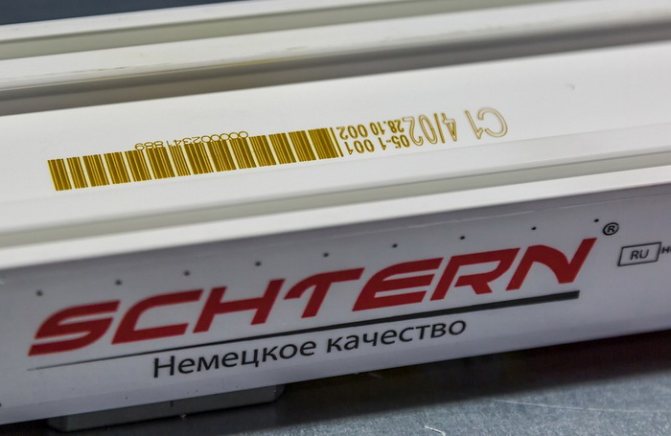 C1 4/02
05-1 001
28.10 002
SCHTERN®
RU
Немецкое качество